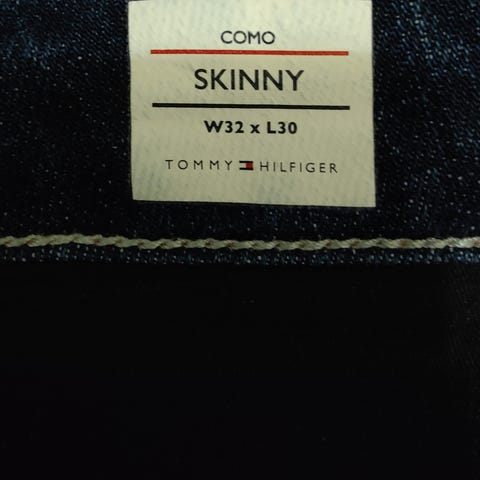 COMO
SKINNY
W32 x L30
TOMMY HILFIGER